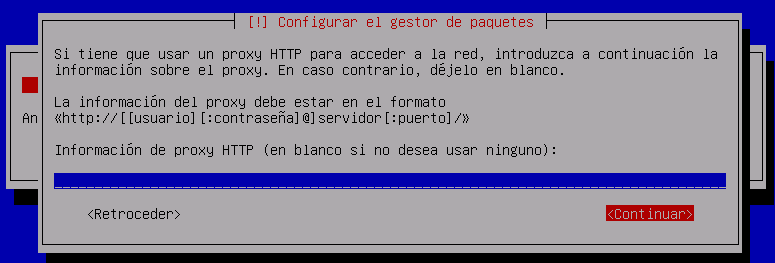 [!] Configurar el gestor de paquetes
Si tiene que usar un proxy HTTP para acceder a la red, introduzca a continuación la
información sobre el proxy. En caso contrario, déjelo en blanco.
La información del proxy debe estar en el formato
«http://[[usuario][:contraseña]@]servidor[:puerto]/»
An
Información de proxy HTTP (en blanco si no desea usar ninguno):
<Retroceder> <Continuar>